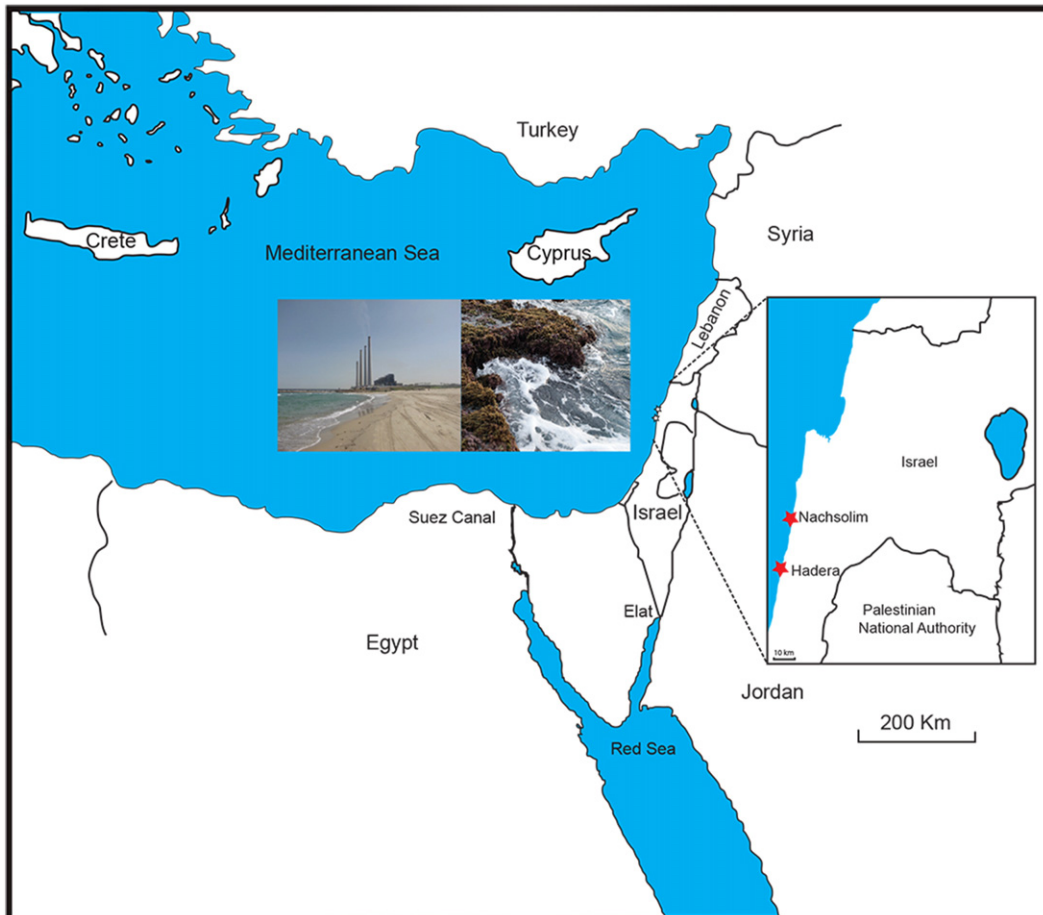 Turkey
Crete
Mediterranean Sea
Cyprus
Syria
Lebanon
Israel
Nachsolim
Hadera
Palestinian
National Authority
10 km
Suez Canal
Israel
Elat
Egypt
Jordan
200 Km
Red Sea